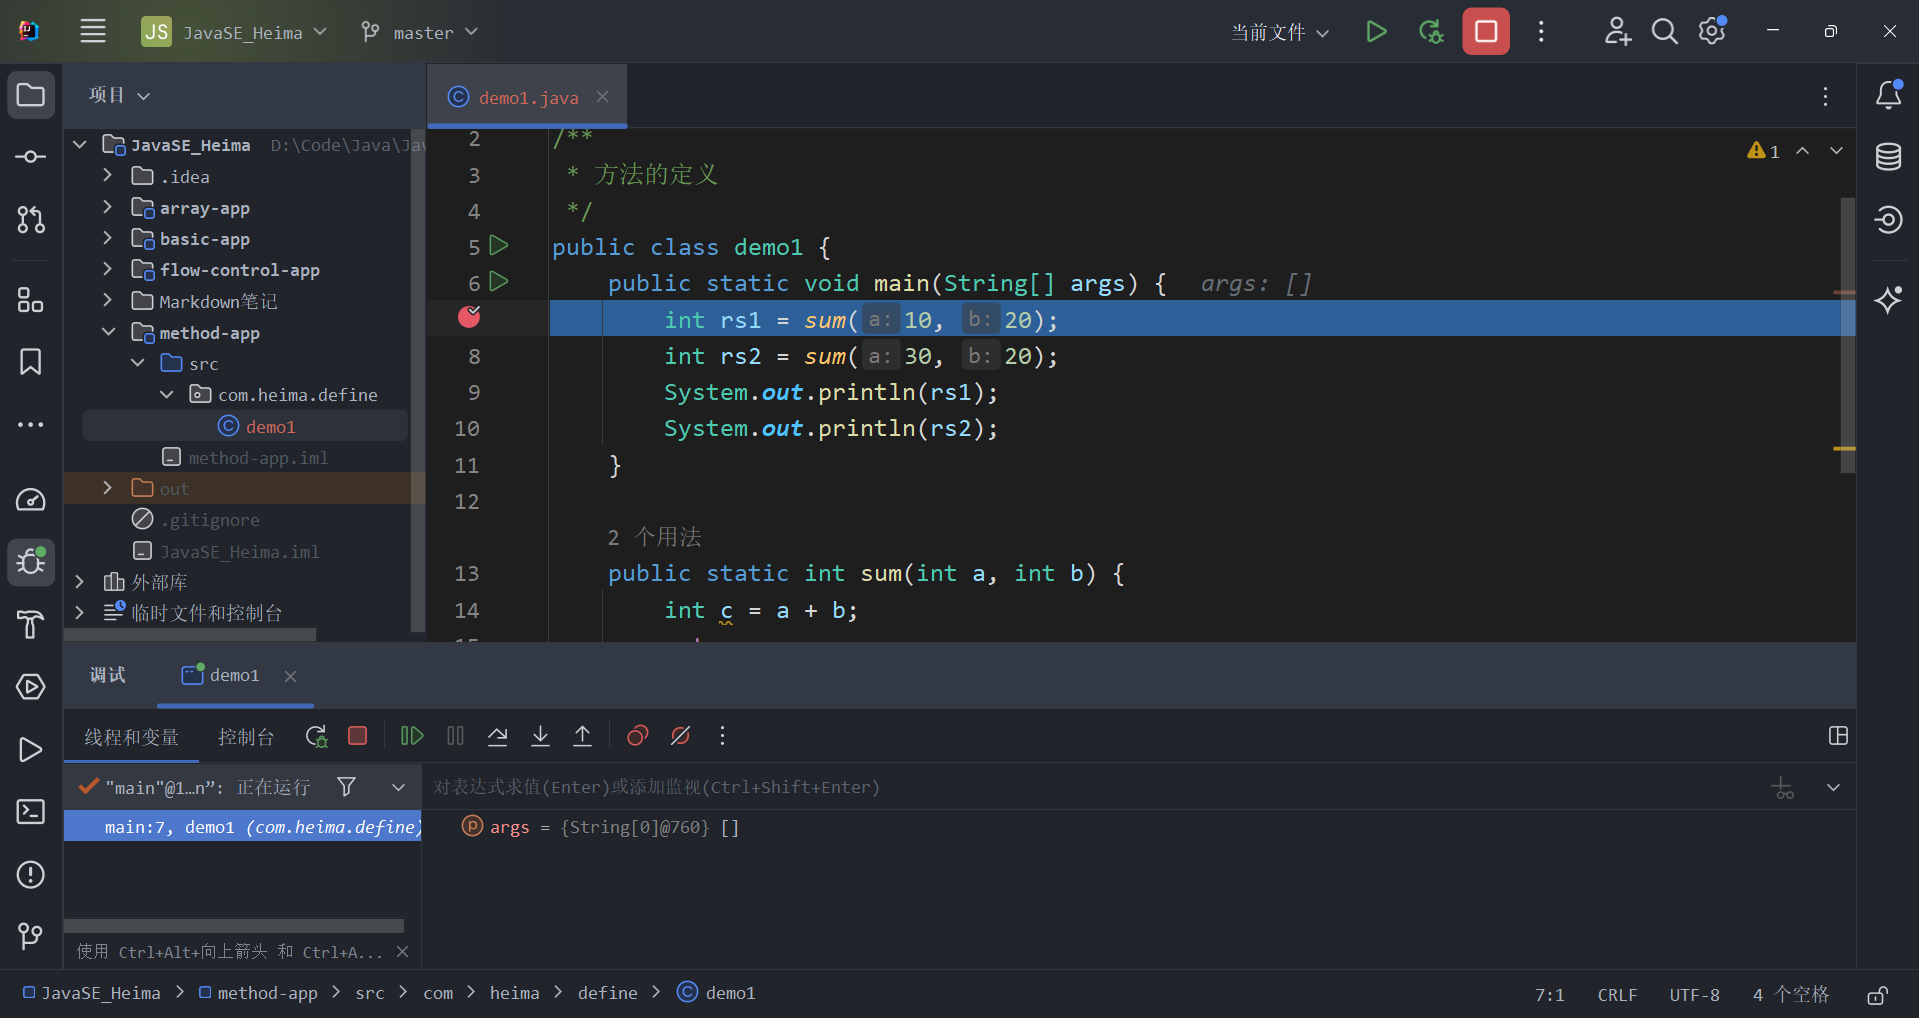 JS JavaSE_Heima master 当前文件
项目
demo1.java
JavaSE_Heima D:\Code\Java\Jav
.idea
array-app
basic-app
flow-control-app
Markdown笔记
method-app
src
com.heima.define
demo1
method-app.iml
out
.gitignore
JavaSE_Heima.iml
外部库
临时文件和控制台
1
2 /**
3 * 方法的定义
4 */
5 public class demo1 {
6 public static void main(String[] args) { args: []
int rs1 = sum( a: 10, b: 20);
8 int rs2 = sum( a: 30, b: 20);
9 System.out.println(rs1);
10 System.out.println(rs2);
11 }
12
2 个用法
13 public static int sum(int a, int b) {
14 int c = a + b;
调试 demo1
线程和变量 控制台
"main"@1…n”: 正在运行
对表达式求值(Enter)或添加监视(Ctrl+Shift+Enter)
main:7, demo1 (com.heima.define)
args = {String[0]@760} []
使用 Ctrl+Alt+向上箭头 和 Ctrl+A...
JavaSE_Heima > method-app > src > com > heima > define > demo1
7:1 CRLF UTF-8 4 个空格